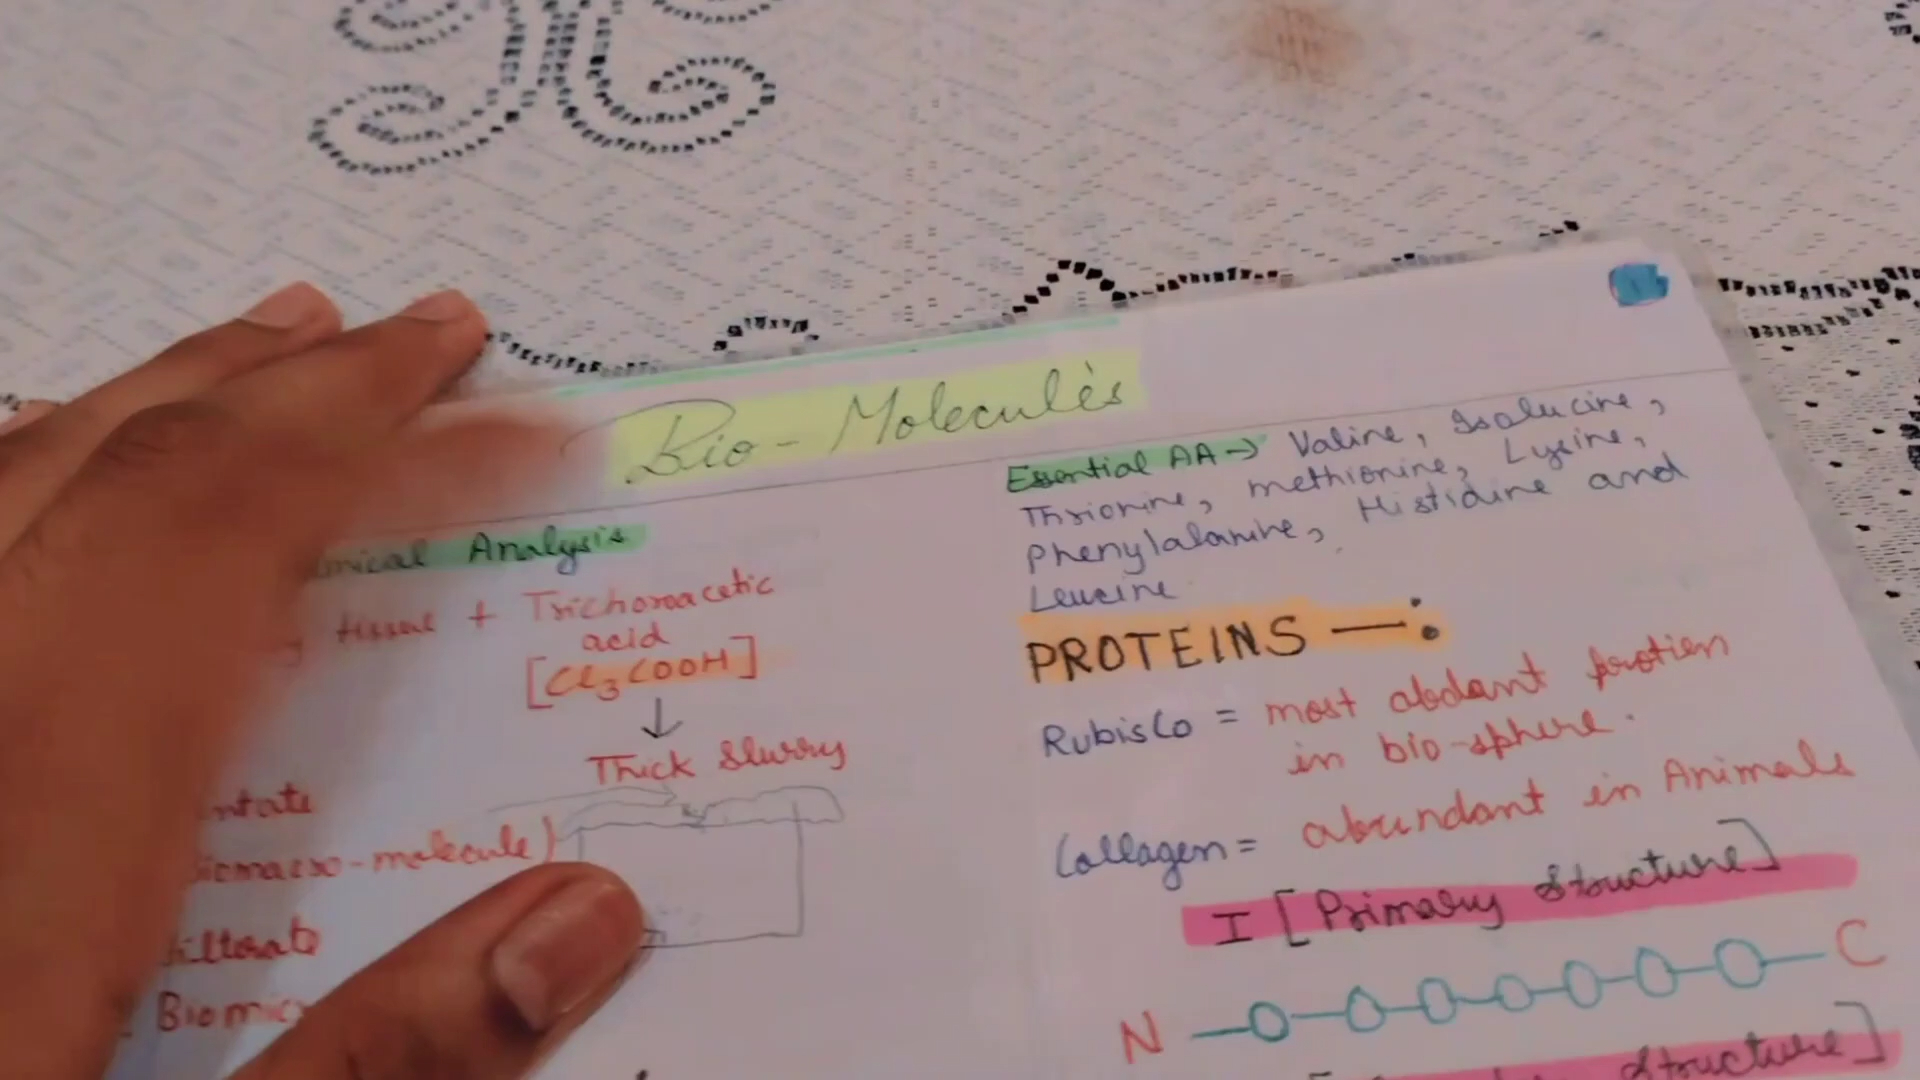 Bio-Molecules
Analysis
tissue + Trichoroacetic
acid
[Cl3COOH]
Thick Slurry
Essential AA→ Valine, Isolucine,
Thrionine, methionine, Lysine,
Phenylalanine, Histidine and
Leucine
PROTEINS —:
RubisCo = most abdant protien
in bio-sphere.
Collagen = abundant in Animals
I [Primary Structure]
N C
Structure]